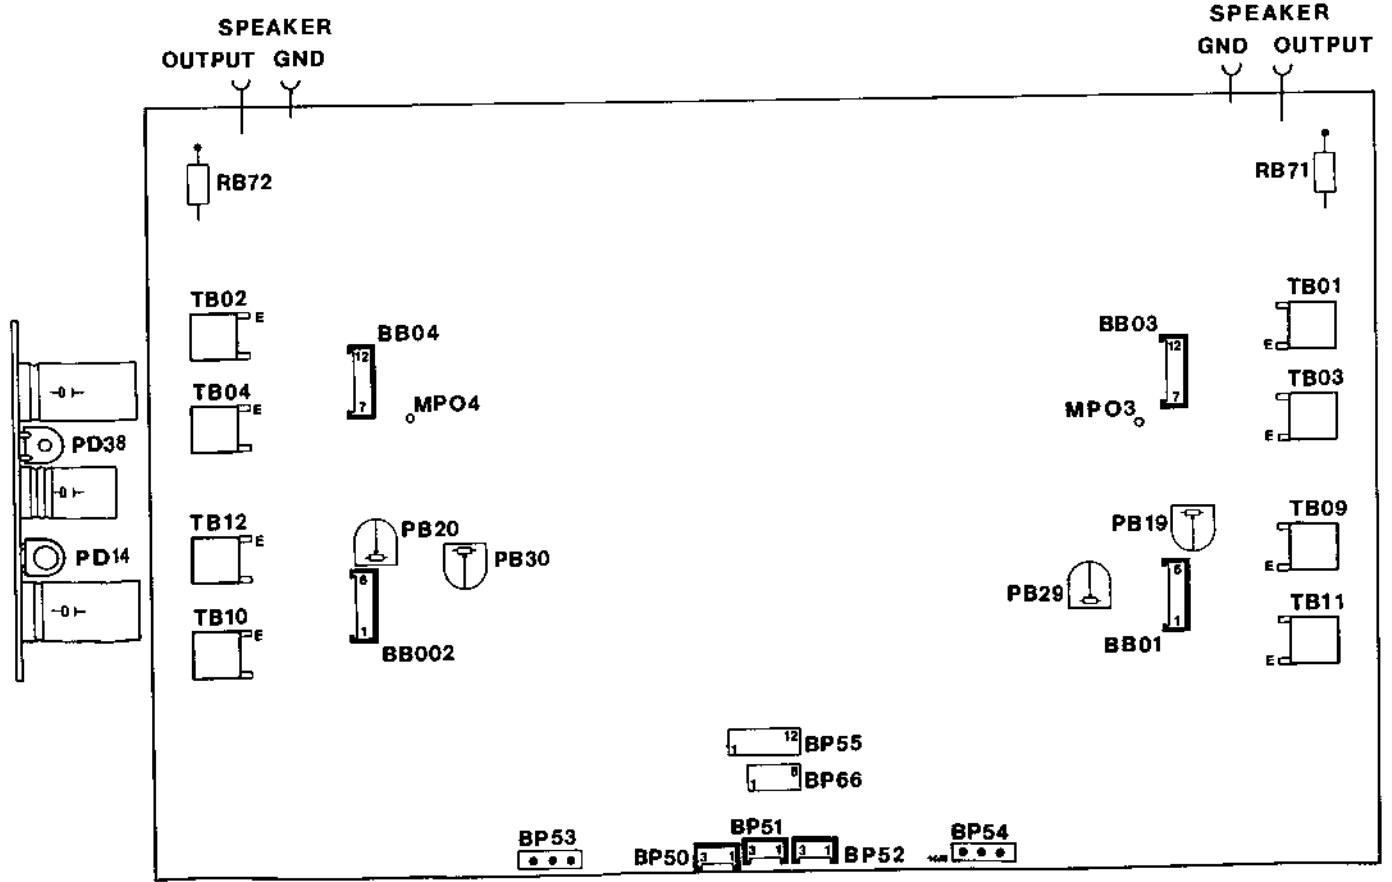 SPEAKER
OUTPUT GND
SPEAKER
GND OUTPUT
RB72
RB71
TB02
E
TB01
E
BB04
12
7
BB03
12
7
TB04
E
TB03
E
MPO4
MPO3
PD38
PD14
TB12
E
PB20
PB30
PB19
TB09
E
6
1
BB002
PB29
6
1
BB01
TB10
E
TB11
E
1 12 BP55
1 8 BP66
BP53
BP50 3 1
BP51
3 1
3 1 BP52
BP54